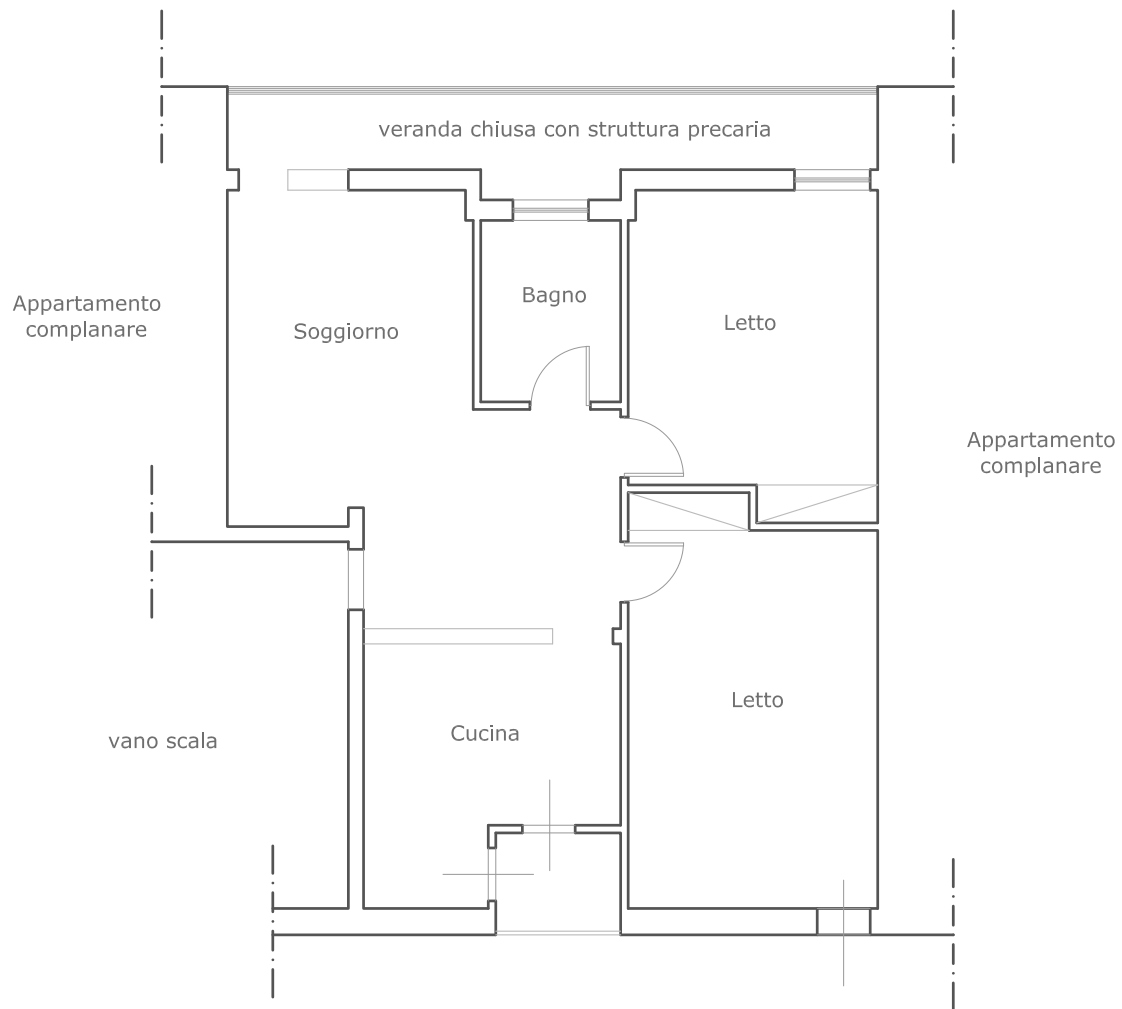 veranda chiusa con struttura precaria
Appartamento
complanare
Soggiorno
Bagno
Letto
Appartamento
complanare
Letto
Cucina
vano scala